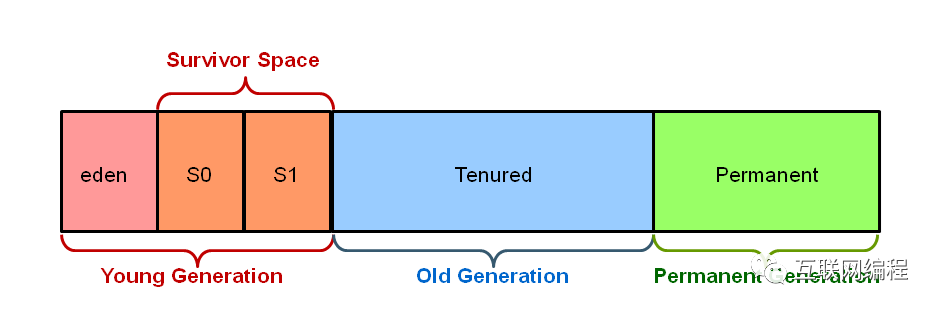 Survivor Space
eden
S0
S1
Tenured
Permanent
Young Generation
Old Generation
Permanent Generation
互联网编程